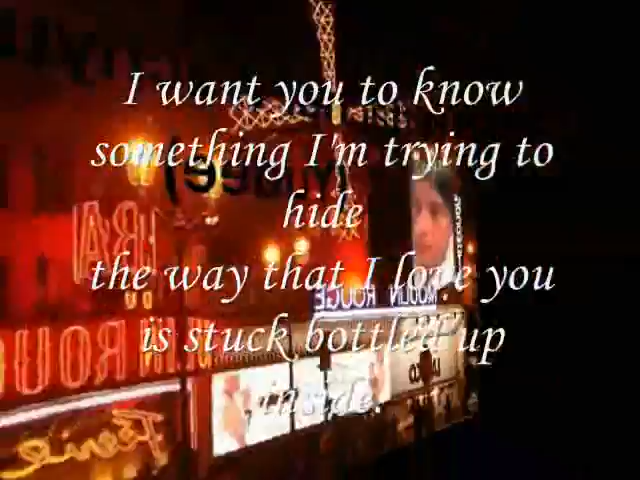 I want you to know
something I'm trying to
hide
the way that I love you
is stuck bottled up
inside.
MOULIN ROUGE
Féerie